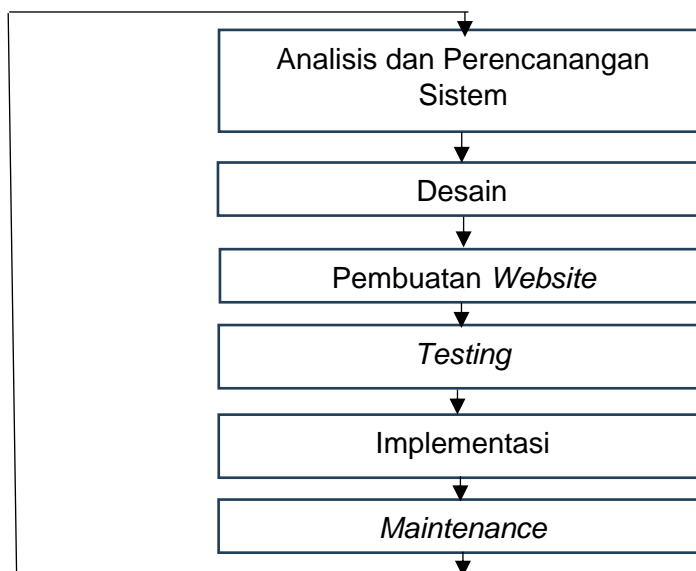 Analisis dan Perencanangan
Sistem
Desain
Pembuatan Website
Testing
Implementasi
Maintenance